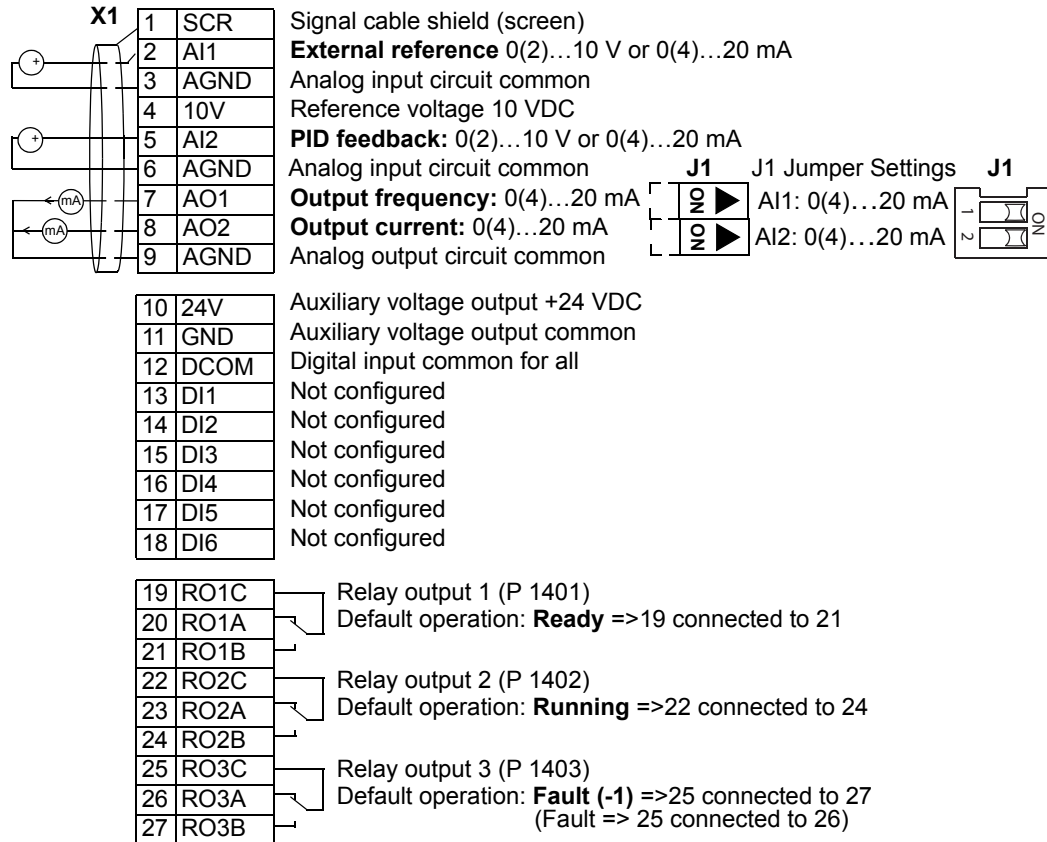 X1
1 SCR Signal cable shield (screen)
2 AI1 External reference 0(2)…10 V or 0(4)…20 mA
3 AGND Analog input circuit common
4 10V Reference voltage 10 VDC
5 AI2 PID feedback: 0(2)…10 V or 0(4)…20 mA
6 AGND Analog input circuit common
7 AO1 Output frequency: 0(4)…20 mA
8 AO2 Output current: 0(4)…20 mA
9 AGND Analog output circuit common
+
+
mA
mA
J1 J1 Jumper Settings J1
ON AI1: 0(4)…20 mA
ON AI2: 0(4)…20 mA
1
2
ON
10 24V Auxiliary voltage output +24 VDC
11 GND Auxiliary voltage output common
12 DCOM Digital input common for all
13 DI1 Not configured
14 DI2 Not configured
15 DI3 Not configured
16 DI4 Not configured
17 DI5 Not configured
18 DI6 Not configured
19 RO1C Relay output 1 (P 1401)
20 RO1A Default operation: Ready =>19 connected to 21
21 RO1B
22 RO2C Relay output 2 (P 1402)
23 RO2A Default operation: Running =>22 connected to 24
24 RO2B
25 RO3C Relay output 3 (P 1403)
26 RO3A Default operation: Fault (-1) =>25 connected to 27
27 RO3B (Fault => 25 connected to 26)